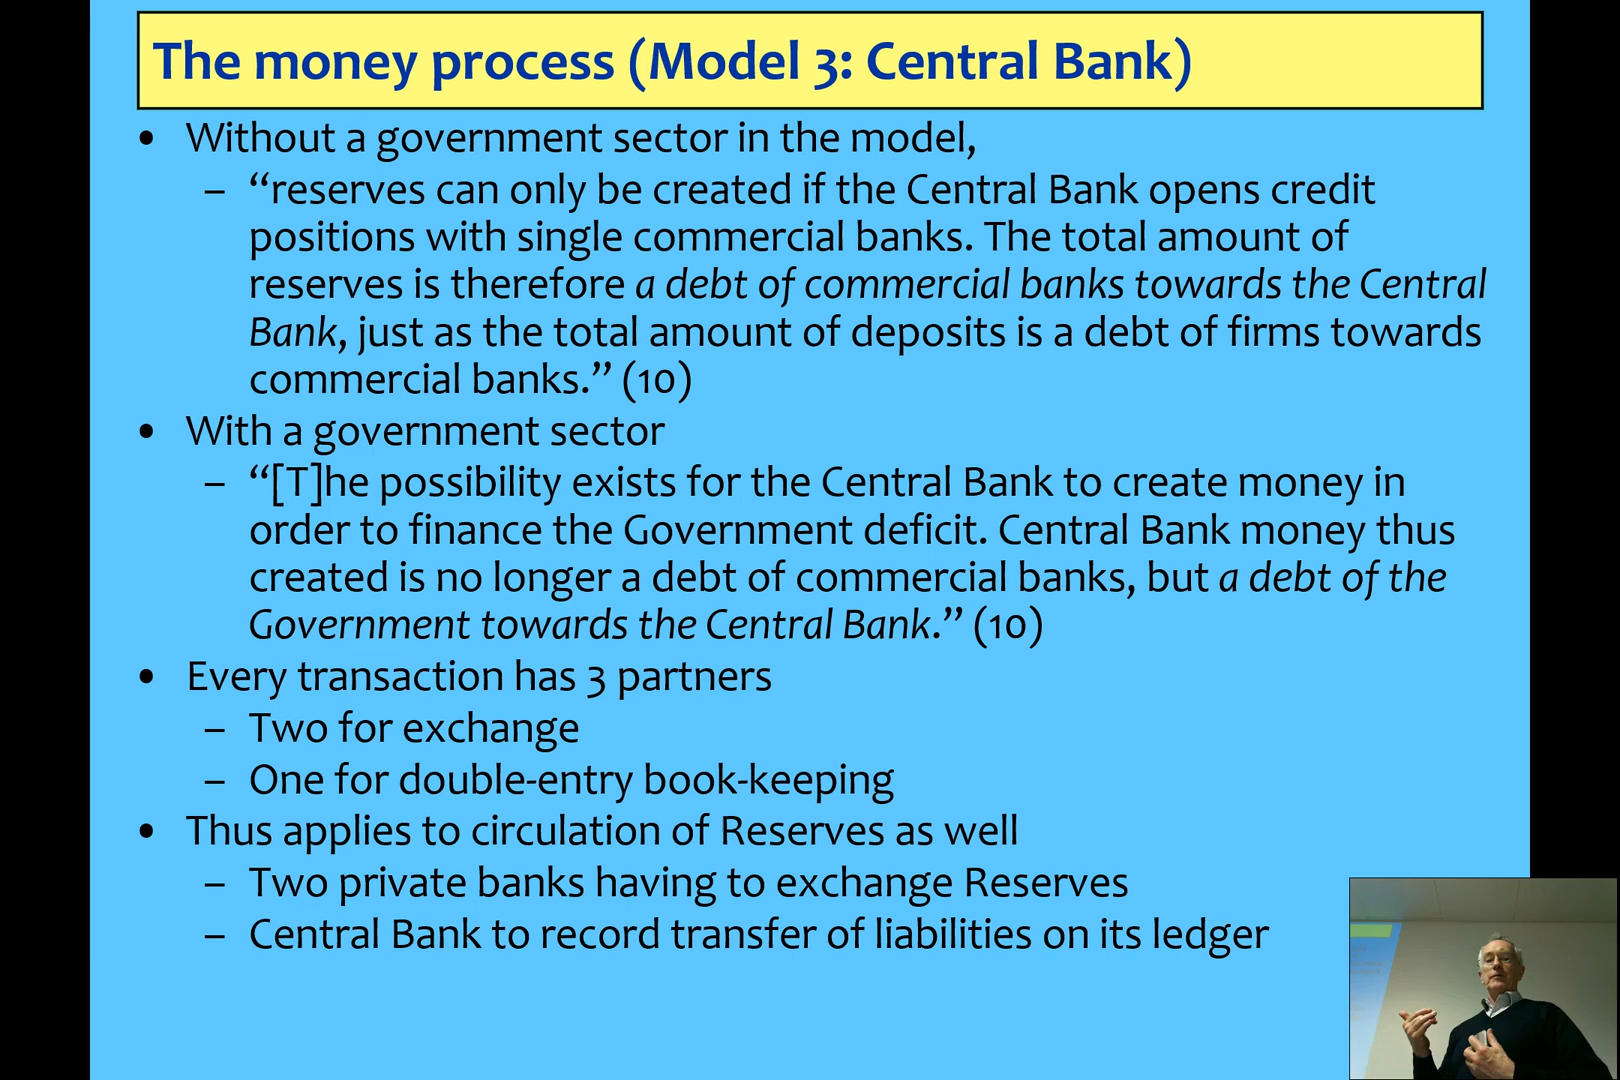 The money process (Model 3: Central Bank)
• Without a government sector in the model,
– “reserves can only be created if the Central Bank opens credit
positions with single commercial banks. The total amount of
reserves is therefore a debt of commercial banks towards the Central
Bank, just as the total amount of deposits is a debt of firms towards
commercial banks.” (10)
• With a government sector
– “[T]he possibility exists for the Central Bank to create money in
order to finance the Government deficit. Central Bank money thus
created is no longer a debt of commercial banks, but a debt of the
Government towards the Central Bank.” (10)
• Every transaction has 3 partners
– Two for exchange
– One for double-entry book-keeping
• Thus applies to circulation of Reserves as well
– Two private banks having to exchange Reserves
– Central Bank to record transfer of liabilities on its ledger